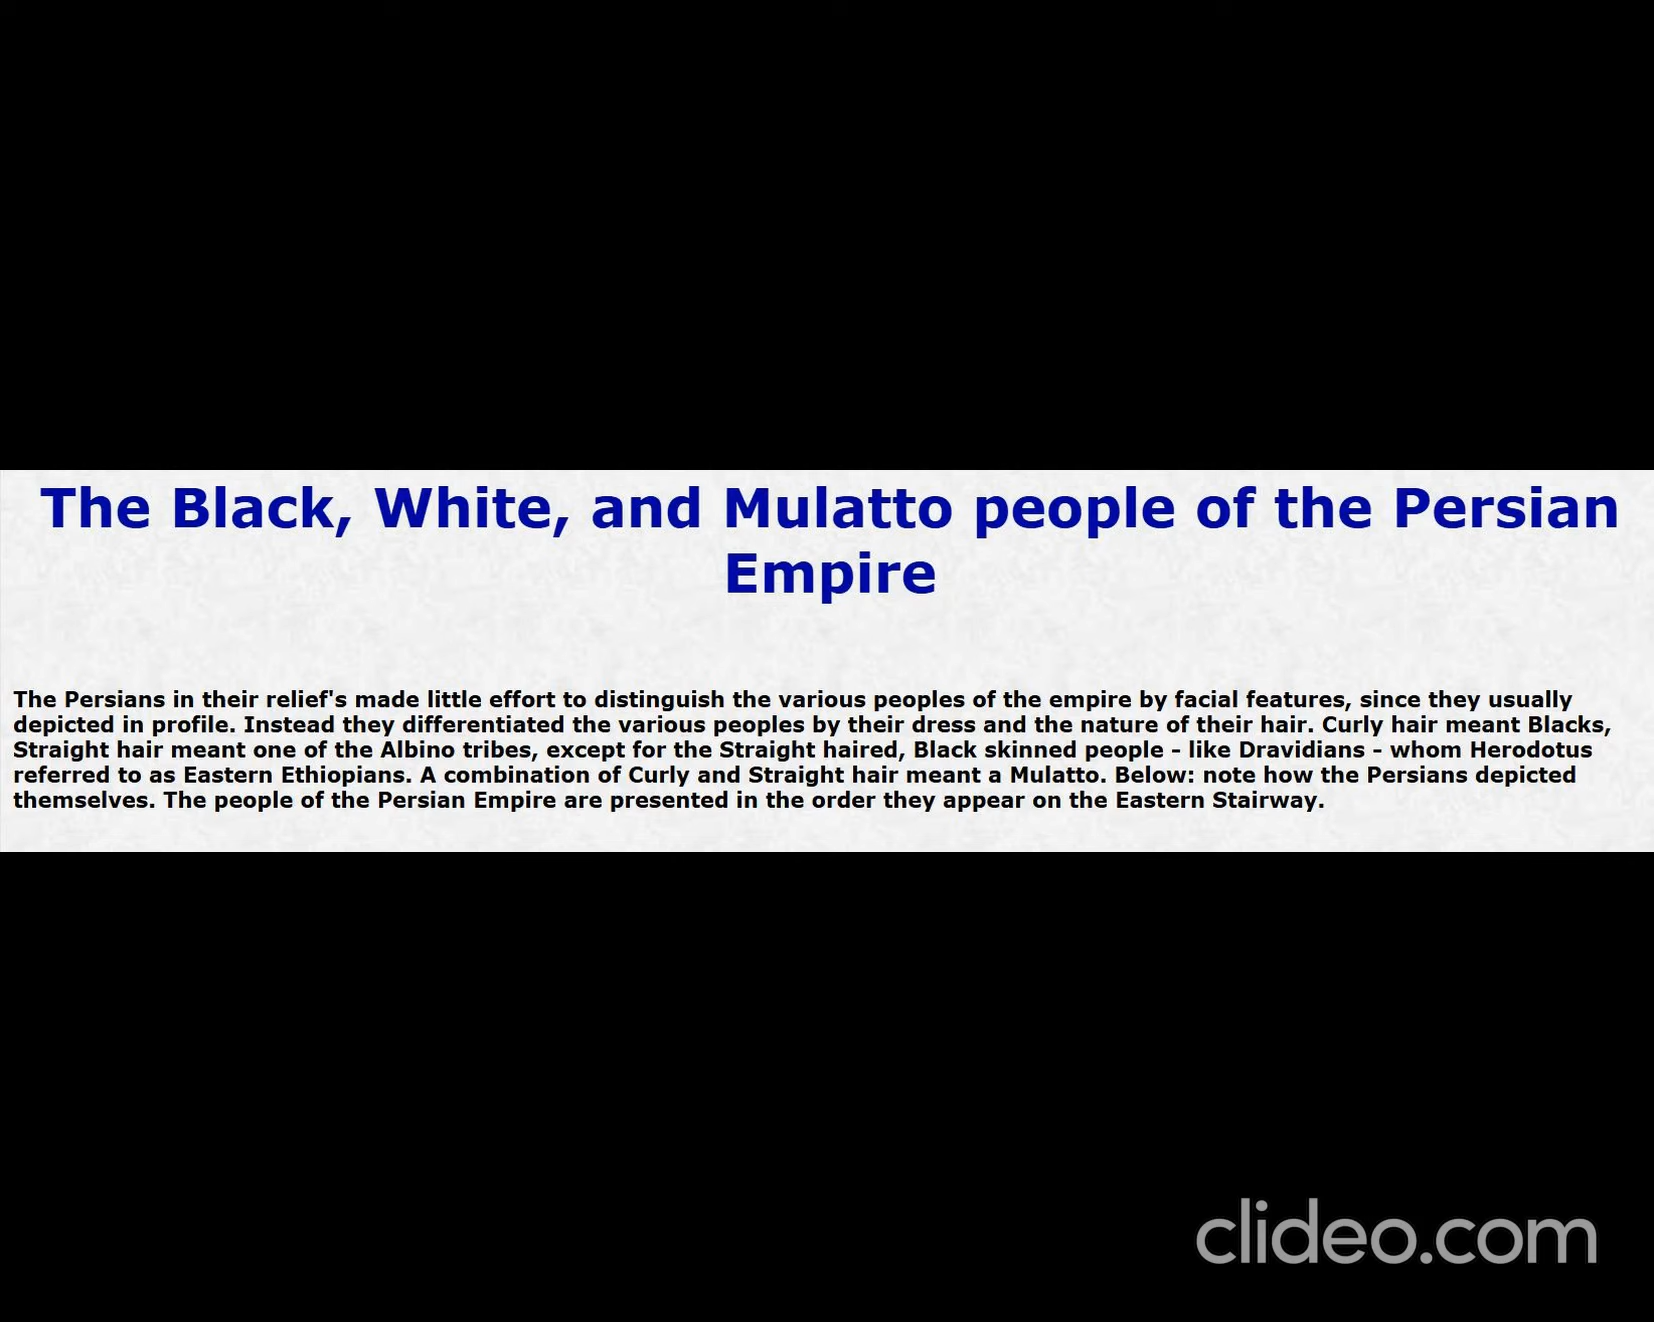 The Black, White, and Mulatto people of the Persian
Empire
The Persians in their relief's made little effort to distinguish the various peoples of the empire by facial features, since they usually
depicted in profile. Instead they differentiated the various peoples by their dress and the nature of their hair. Curly hair meant Blacks,
Straight hair meant one of the Albino tribes, except for the Straight haired, Black skinned people - like Dravidians - whom Herodotus
referred to as Eastern Ethiopians. A combination of Curly and Straight hair meant a Mulatto. Below: note how the Persians depicted
themselves. The people of the Persian Empire are presented in the order they appear on the Eastern Stairway.
clideo.com